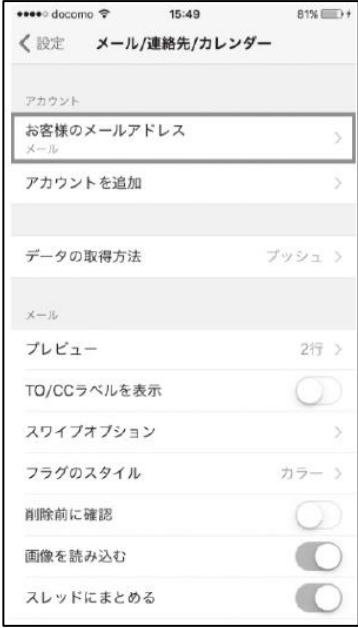 docomo 15:49 81%
設定 メール/連絡先/カレンダー
アカウント
お客様のメールアドレス
メール
アカウントを追加
データの取得方法 プッシュ
メール
プレビュー 2行
TO/CCラベルを表示
スワイプオプション
フラグのスタイル カラー
削除前に確認
画像を読み込む
スレッドにまとめる